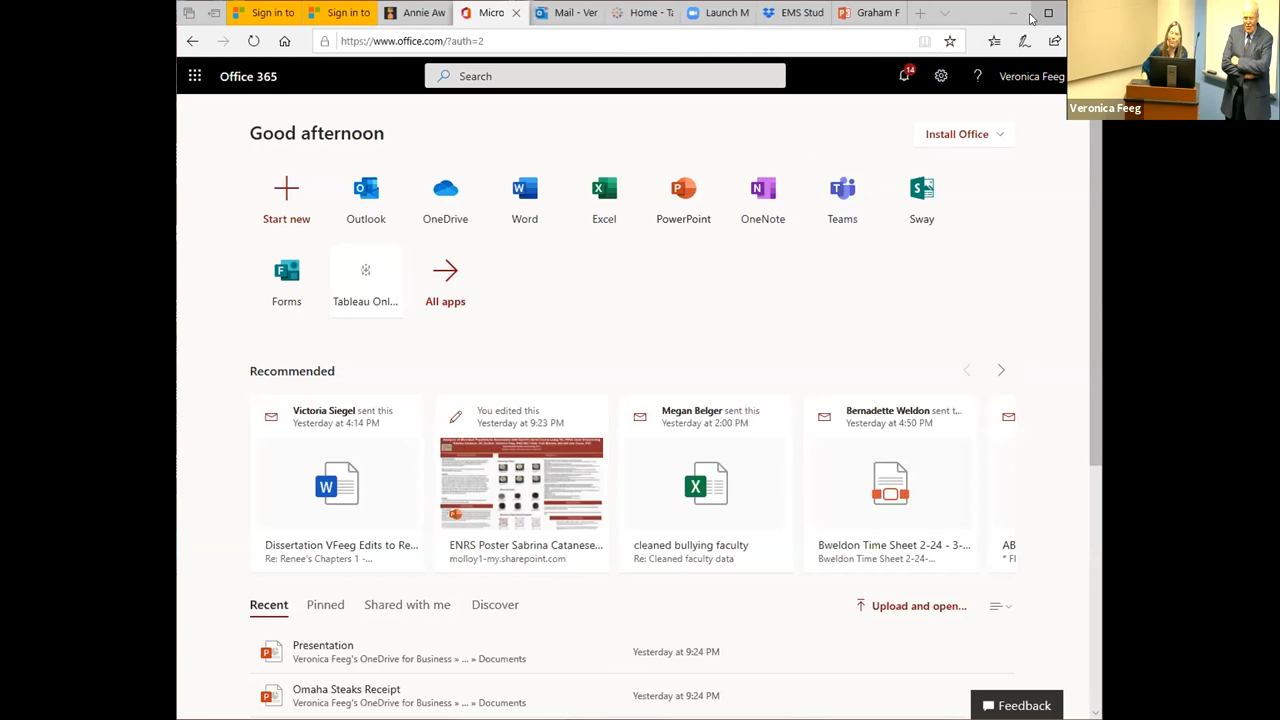 Sign in to
Sign in to
Annie Aw
Micro
Mail - Ver
Home - Ta
Launch M
EMS Stud
Graham F
https://www.office.com/?auth=2
Office 365
Search
14
Veronica Feeg
Veronica Feeg
Good afternoon
Install Office
Start new
Outlook
OneDrive
Word
Excel
PowerPoint
OneNote
Teams
Sway
Forms
Tableau Onl...
All apps
Recommended
Victoria Siegel sent this
Yesterday at 4:14 PM
Dissertation VFeeg Edits to Re...
Re: Renee's Chapters 1 -...
You edited this
Yesterday at 9:23 PM
ENRS Poster Sabrina Catanese...
molloy1-my.sharepoint.com
Megan Belger sent this
Yesterday at 2:00 PM
cleaned bullying faculty
Re: Cleaned faculty data
Bernadette Weldon sent t...
Yesterday at 4:50 PM
Bweldon Time Sheet 2-24 - 3-...
Bweldon Time Sheet 2-24-...
AB
" Fl
Recent
Pinned
Shared with me
Discover
Upload and open...
Presentation
Veronica Feeg's OneDrive for Business » ... » Documents
Yesterday at 9:24 PM
Omaha Steaks Receipt
Veronica Feeg's OneDrive for Business » ... » Documents
Yesterday at 9:24 PM
Feedback